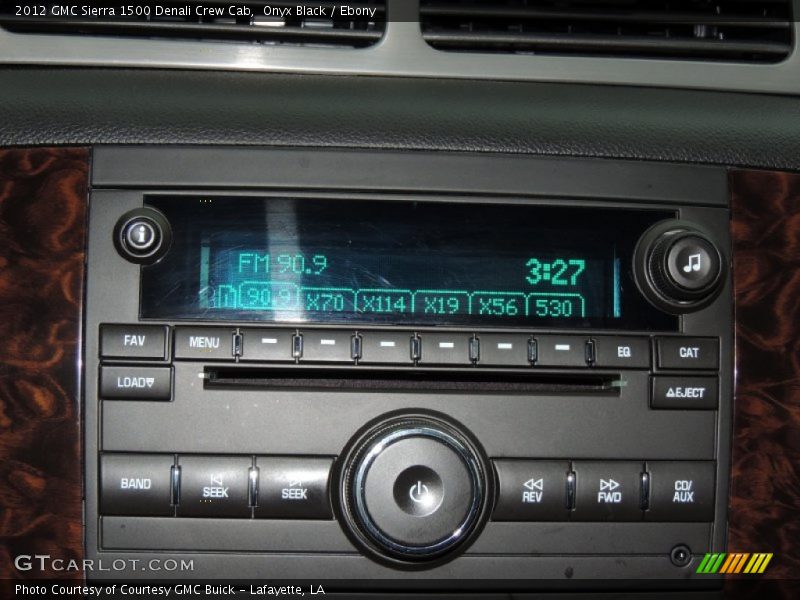 2012 GMC Sierra 1500 Denali Crew Cab,  Onyx Black / Ebony
i
FM 90.9 3:27
90.9 X70 X114 X19 X56 530
FAV MENU EQ CAT
LOAD EJECT
BAND SEEK SEEK REV FWD CD/
AUX
GTCARLOT.COM
Photo Courtesy of Courtesy GMC Buick - Lafayette, LA